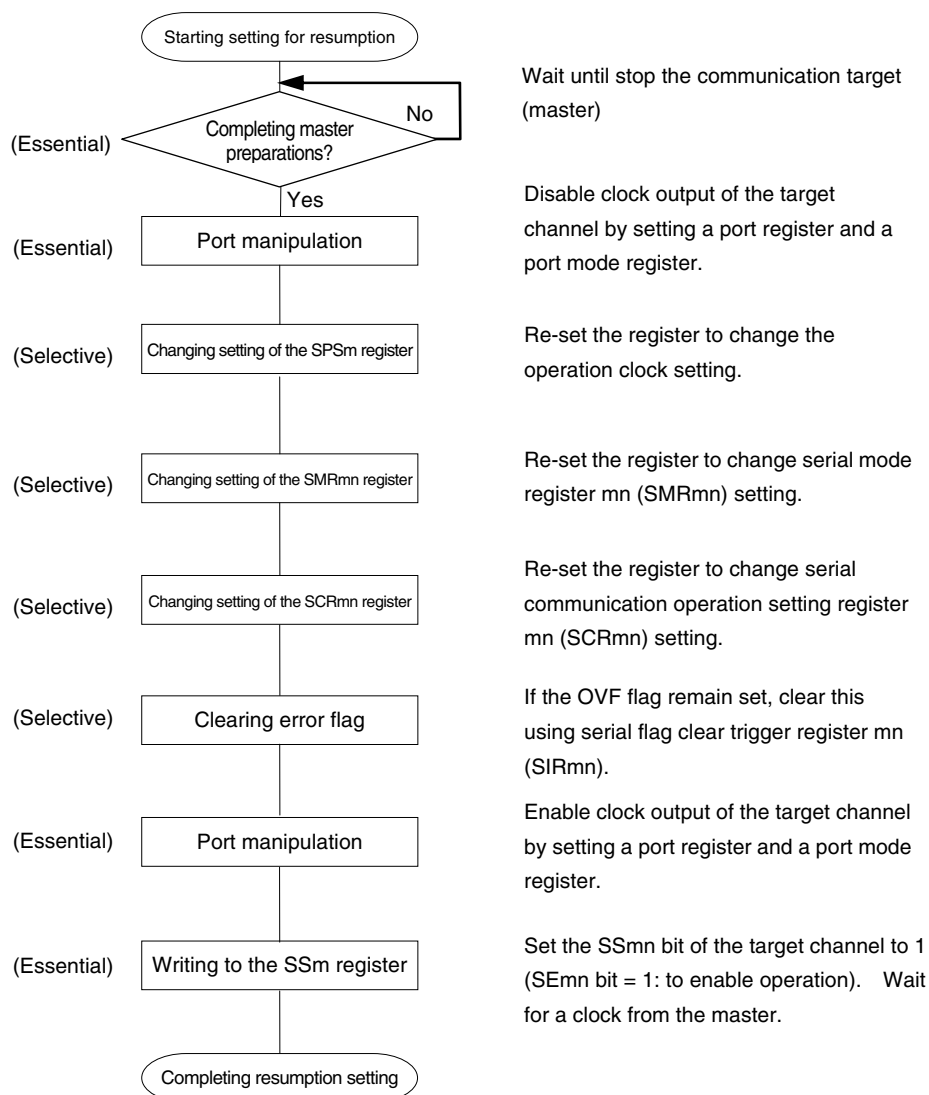 Starting setting for resumption
Wait until stop the communication target
(master)
No
(Essential)
Completing master
preparations?
Yes
Disable clock output of the target
channel by setting a port register and a
port mode register.
(Essential)
Port manipulation
(Selective)
Changing setting of the SPSm register
Re-set the register to change the
operation clock setting.
(Selective)
Changing setting of the SMRmn register
Re-set the register to change serial mode
register mn (SMRmn) setting.
(Selective)
Changing setting of the SCRmn register
Re-set the register to change serial
communication operation setting register
mn (SCRmn) setting.
(Selective)
Clearing error flag
If the OVF flag remain set, clear this
using serial flag clear trigger register mn
(SIRmn).
(Essential)
Port manipulation
Enable clock output of the target channel
by setting a port register and a port mode
register.
(Essential)
Writing to the SSm register
Set the SSmn bit of the target channel to 1
(SEmn bit = 1: to enable operation). Wait
for a clock from the master.
Completing resumption setting